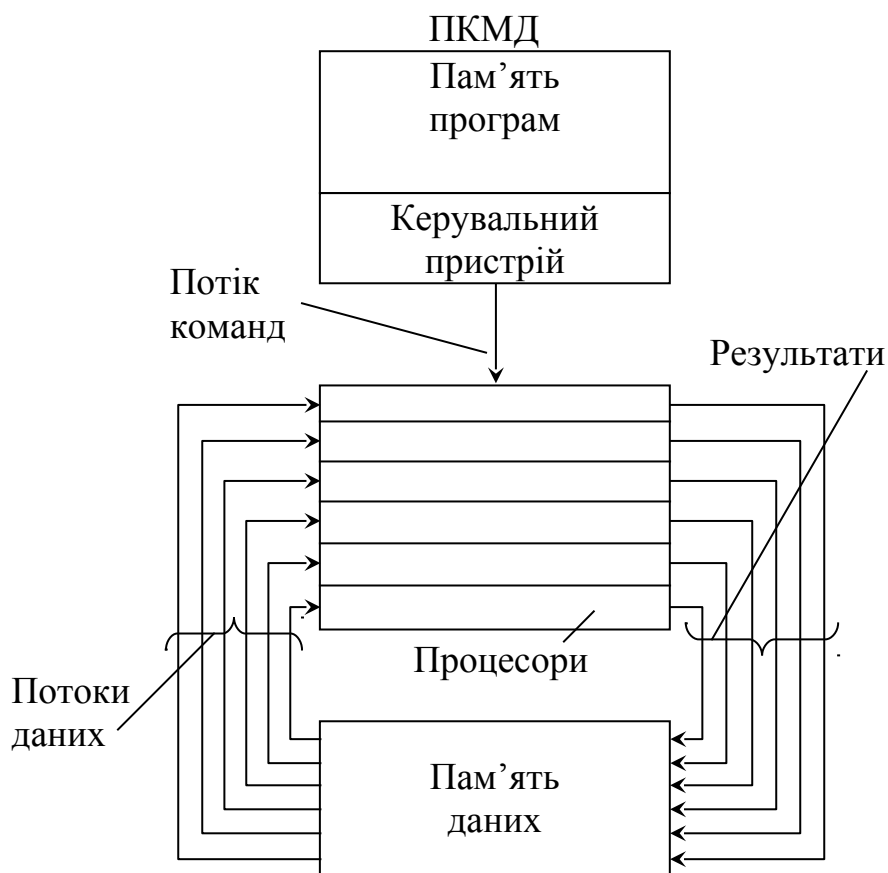 ПКМД
Пам’ять
програм
Керувальний
пристрій
Потік
команд
Результати
Процесори
Потоки
даних
Пам’ять
даних